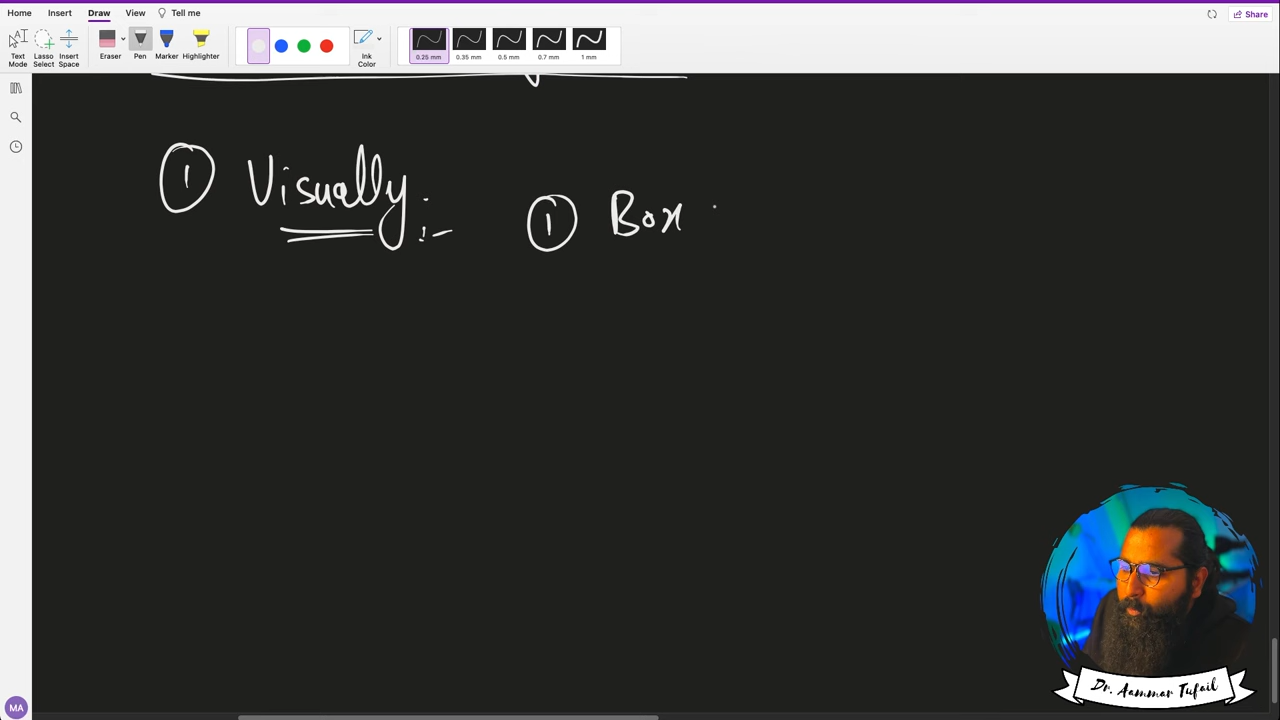 Home Insert Draw View Tell me
Share
Text Mode
Lasso Select
Insert Space
Eraser
Pen
Marker
Highlighter
Ink Color
0.25 mm
0.35 mm
0.5 mm
0.7 mm
1 mm
① Visually. :-
① Box
Dr. Aammar Tufail
MA